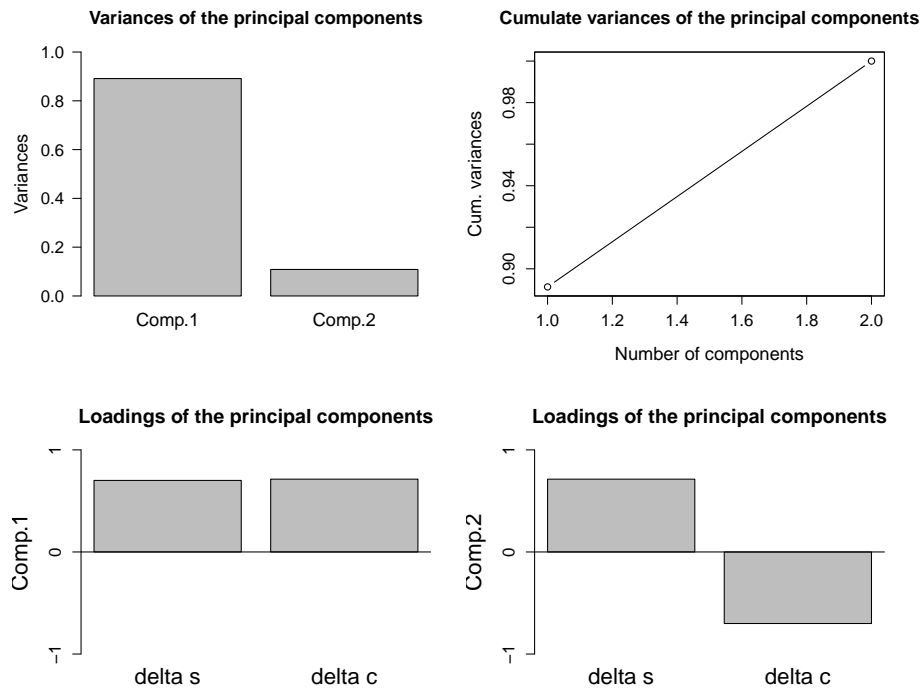 Variances of the principal components
Variances
0.0
0.2
0.4
0.6
0.8
1.0
Comp.1
Comp.2
Cumulate variances of the principal components
Cum. variances
0.90
0.94
0.98
1.0
1.2
1.4
1.6
1.8
2.0
Number of components
Loadings of the principal components
Comp.1
−1
0
1
delta s
delta c
Loadings of the principal components
Comp.2
−1
0
1
delta s
delta c